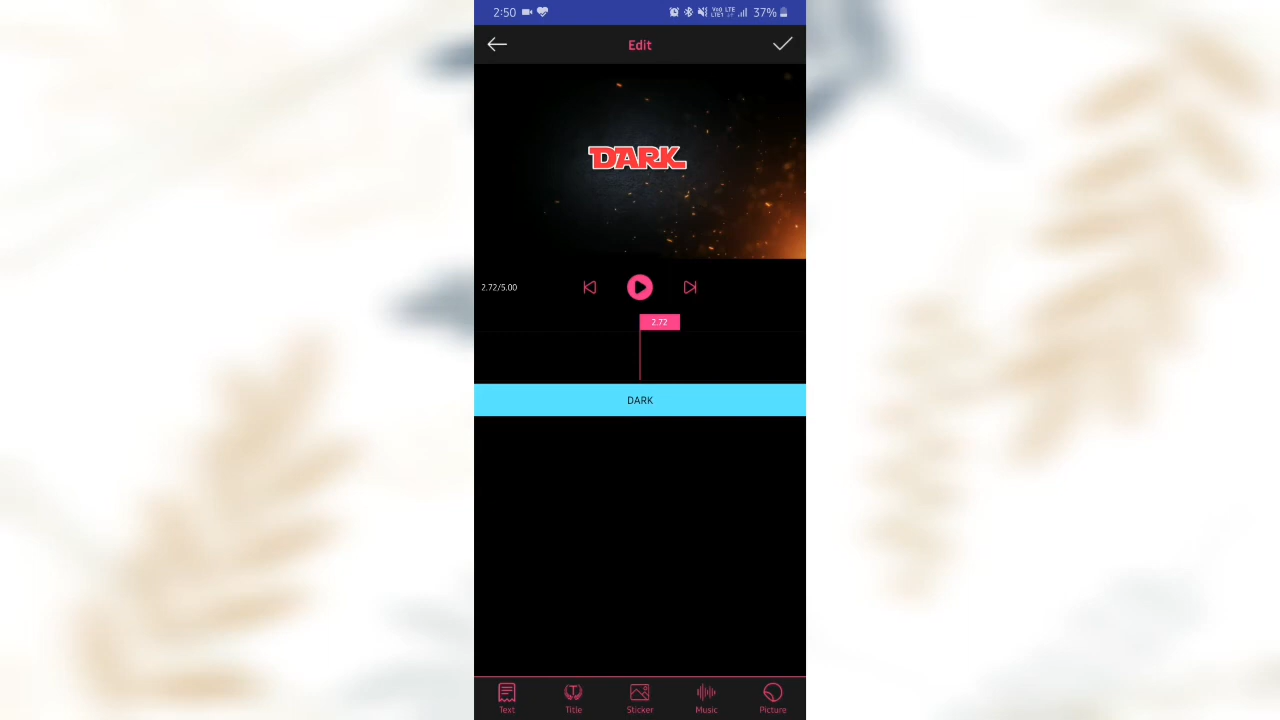 2:50
37%
Edit
DARK
2.72/5.00
2.72
DARK
Text
Title
Sticker
Music
Picture